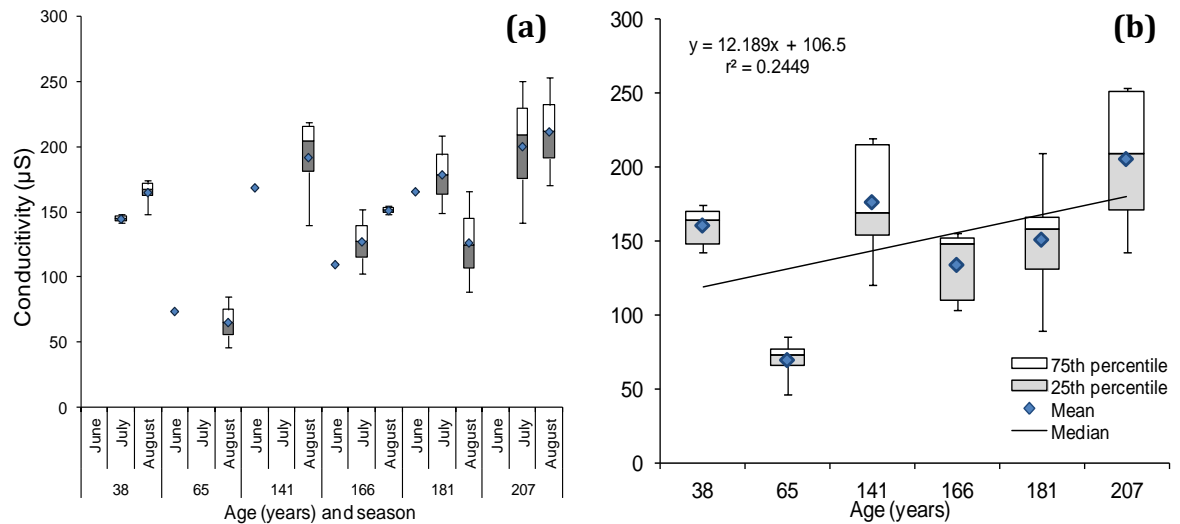 (a)
300
250
200
150
100
50
0
Conducitivity (µS)
June July August June July August June July August June July August June July August June July August
38 65 141 166 181 207
Age (years) and season
(b)
y = 12.189x + 106.5
r² = 0.2449
300
250
200
150
100
50
0
75th percentile
25th percentile
Mean
Median
38 65 141 166 181 207
Age (years)